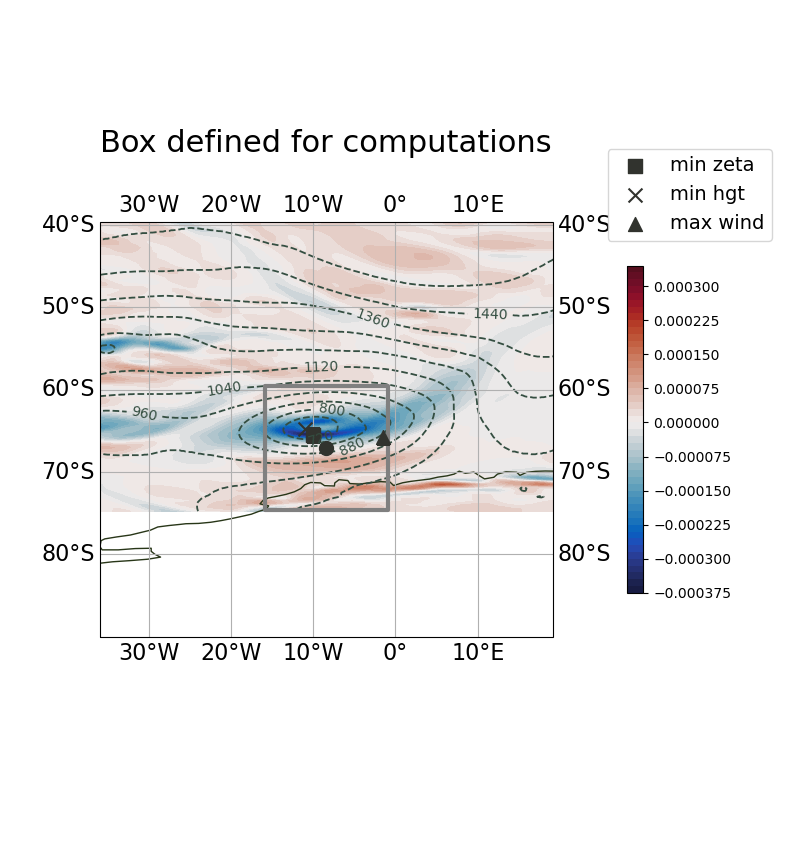 Box defined for computations
min zeta
min hgt
max wind
30°W 20°W 10°W 0° 10°E
40°S 40°S
50°S 50°S
60°S 60°S
70°S 70°S
80°S 80°S
1360
1440
1120
1040
960
800
880
30°W 20°W 10°W 0° 10°E
0.000300
0.000225
0.000150
0.000075
0.000000
−0.000075
−0.000150
−0.000225
−0.000300
−0.000375